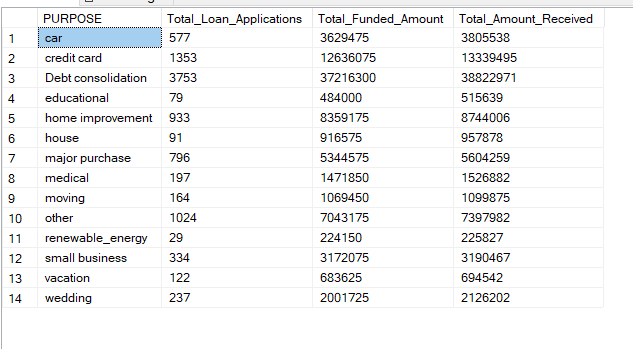 PURPOSE Total_Loan_Applications Total_Funded_Amount Total_Amount_Received
1 car 577 3629475 3805538
2 credit card 1353 12636075 13339495
3 Debt consolidation 3753 37216300 38822971
4 educational 79 484000 515639
5 home improvement 933 8359175 8744006
6 house 91 916575 957878
7 major purchase 796 5344575 5604259
8 medical 197 1471850 1526882
9 moving 164 1069450 1099875
10 other 1024 7043175 7397982
11 renewable_energy 29 224150 225827
12 small business 334 3172075 3190467
13 vacation 122 683625 694542
14 wedding 237 2001725 2126202